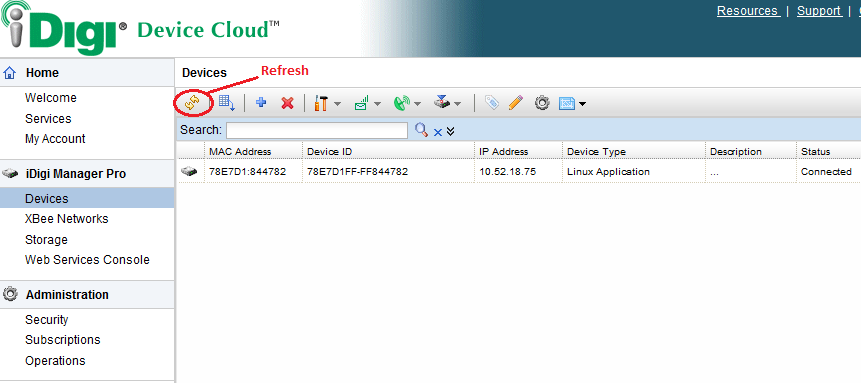 iDigi® Device Cloud™
Resources | Support |
Home
Welcome
Services
My Account
iDigi Manager Pro
Devices
XBee Networks
Storage
Web Services Console
Administration
Security
Subscriptions
Operations
Devices
Refresh
Search:
MAC Address Device ID IP Address Device Type Description Status
78E7D1:844782 78E7D1FF-FF844782 10.52.18.75 Linux Application ... Connected